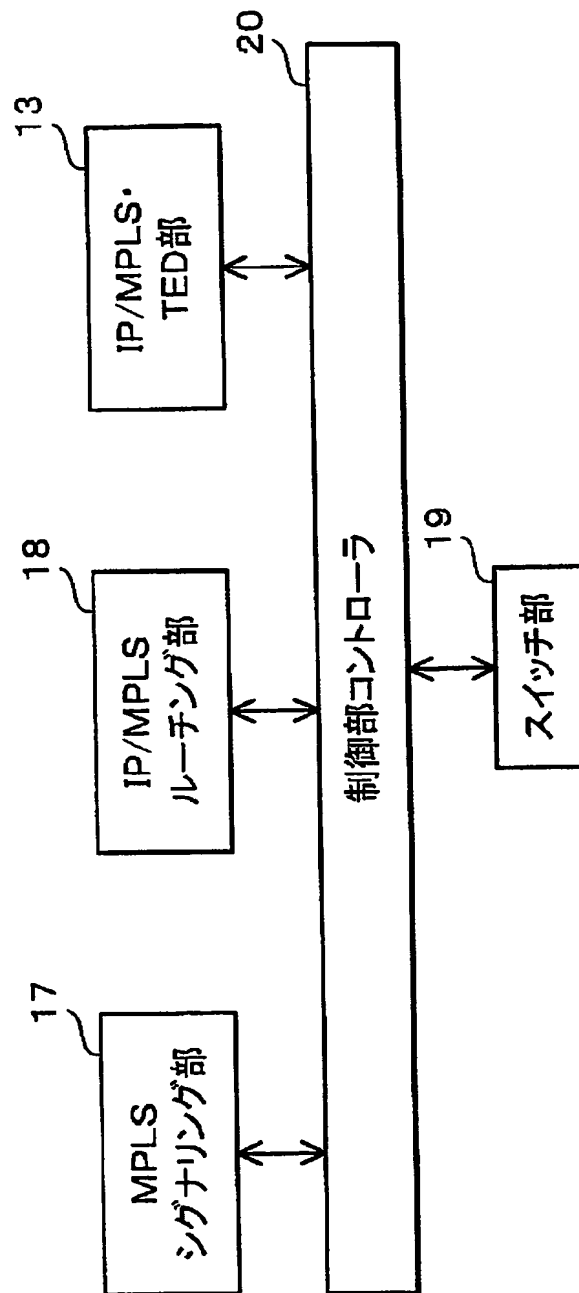 17
MPLS
シグナリング部
18
IP/MPLS
ルーチング部
13
IP/MPLS・
TED部
20
制御部コントローラ
19
スイッチ部